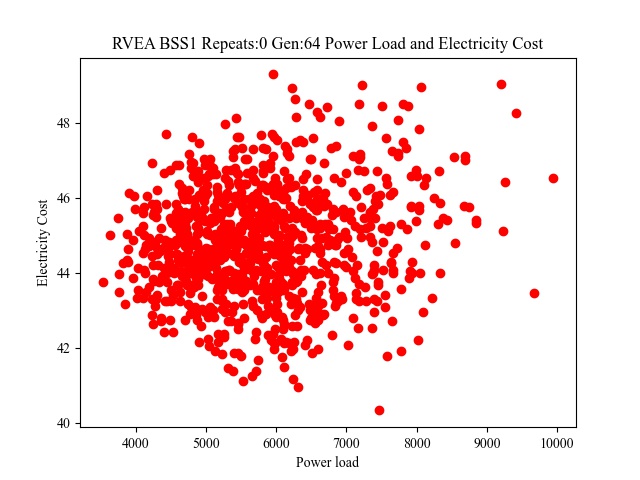 RVEA BSS1 Repeats:0 Gen:64 Power Load and Electricity Cost
Electricity Cost
48
46
44
42
40
4000 5000 6000 7000 8000 9000 10000
Power load